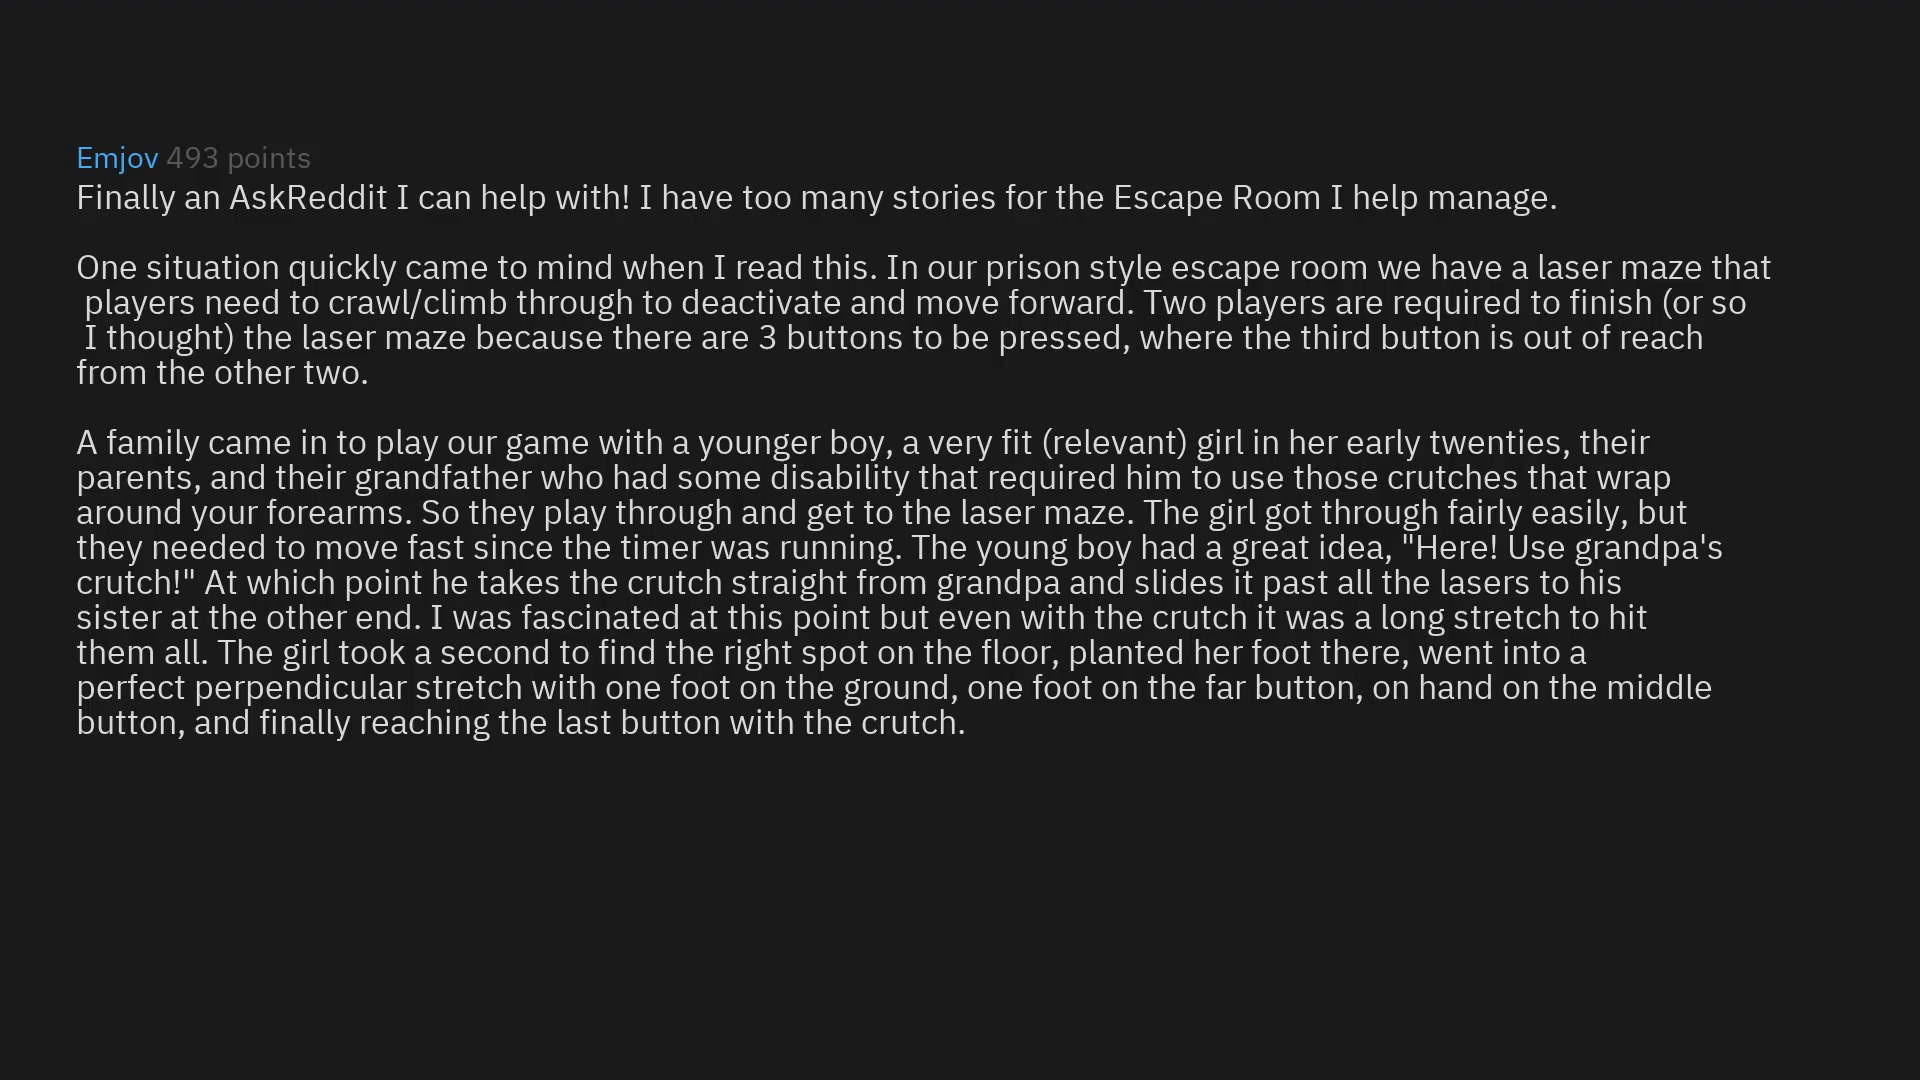 Emjov 493 points
Finally an AskReddit I can help with! I have too many stories for the Escape Room I help manage.
One situation quickly came to mind when I read this. In our prison style escape room we have a laser maze that
players need to crawl/climb through to deactivate and move forward. Two players are required to finish (or so
I thought) the laser maze because there are 3 buttons to be pressed, where the third button is out of reach
from the other two.
A family came in to play our game with a younger boy, a very fit (relevant) girl in her early twenties, their
parents, and their grandfather who had some disability that required him to use those crutches that wrap
around your forearms. So they play through and get to the laser maze. The girl got through fairly easily, but
they needed to move fast since the timer was running. The young boy had a great idea, "Here! Use grandpa's
crutch!" At which point he takes the crutch straight from grandpa and slides it past all the lasers to his
sister at the other end. I was fascinated at this point but even with the crutch it was a long stretch to hit
them all. The girl took a second to find the right spot on the floor, planted her foot there, went into a
perfect perpendicular stretch with one foot on the ground, one foot on the far button, on hand on the middle
button, and finally reaching the last button with the crutch.